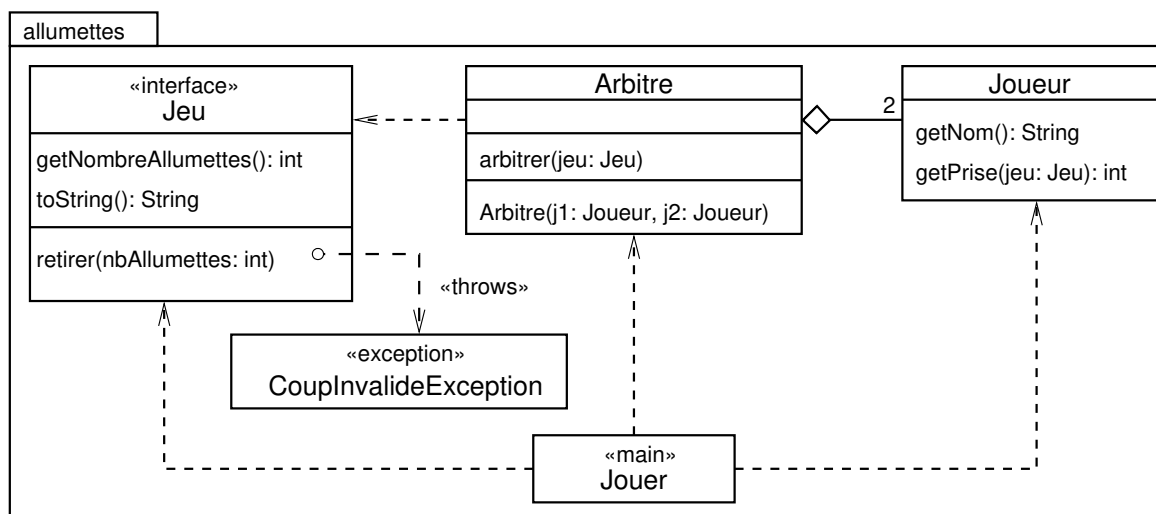 allumettes
«interface»
Jeu
getNombreAllumettes(): int
toString(): String
retirer(nbAllumettes: int)
Arbitre
arbitrer(jeu: Jeu)
Arbitre(j1: Joueur, j2: Joueur)
2
Joueur
getNom(): String
getPrise(jeu: Jeu): int
«throws»
«exception»
CoupInvalideException
«main»
Jouer